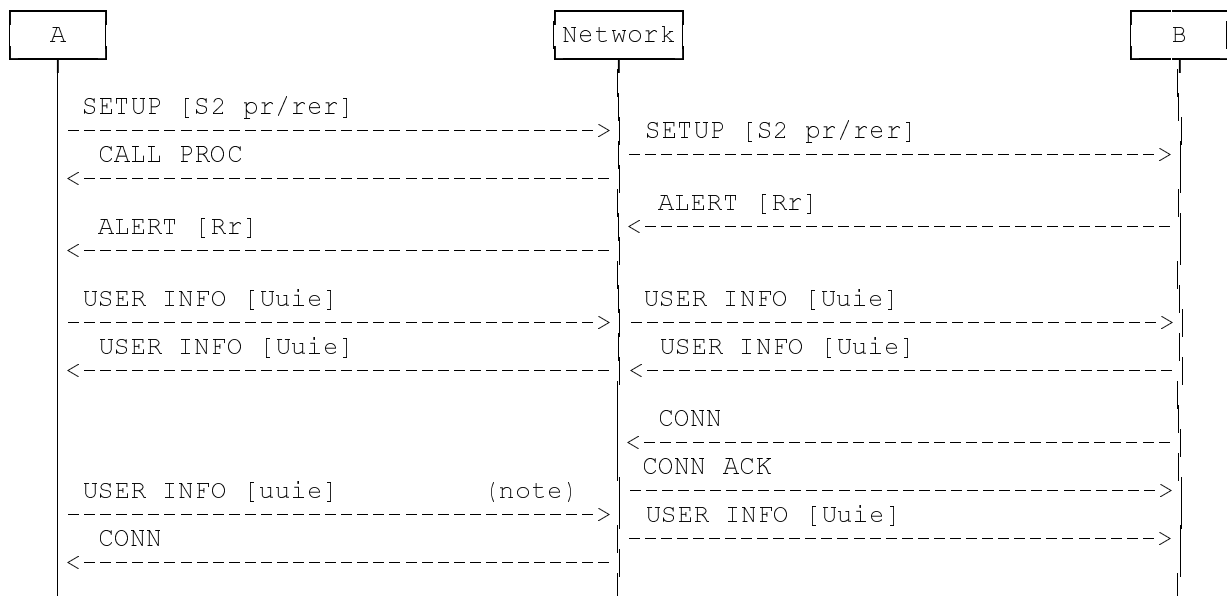 A Network B
SETUP [S2 pr/rer]
SETUP [S2 pr/rer]
CALL PROC
ALERT [Rr]
ALERT [Rr]
USER INFO [Uuie] USER INFO [Uuie]
USER INFO [Uuie] USER INFO [Uuie]
CONN
CONN ACK
USER INFO [uuie] (note)
USER INFO [Uuie]
CONN